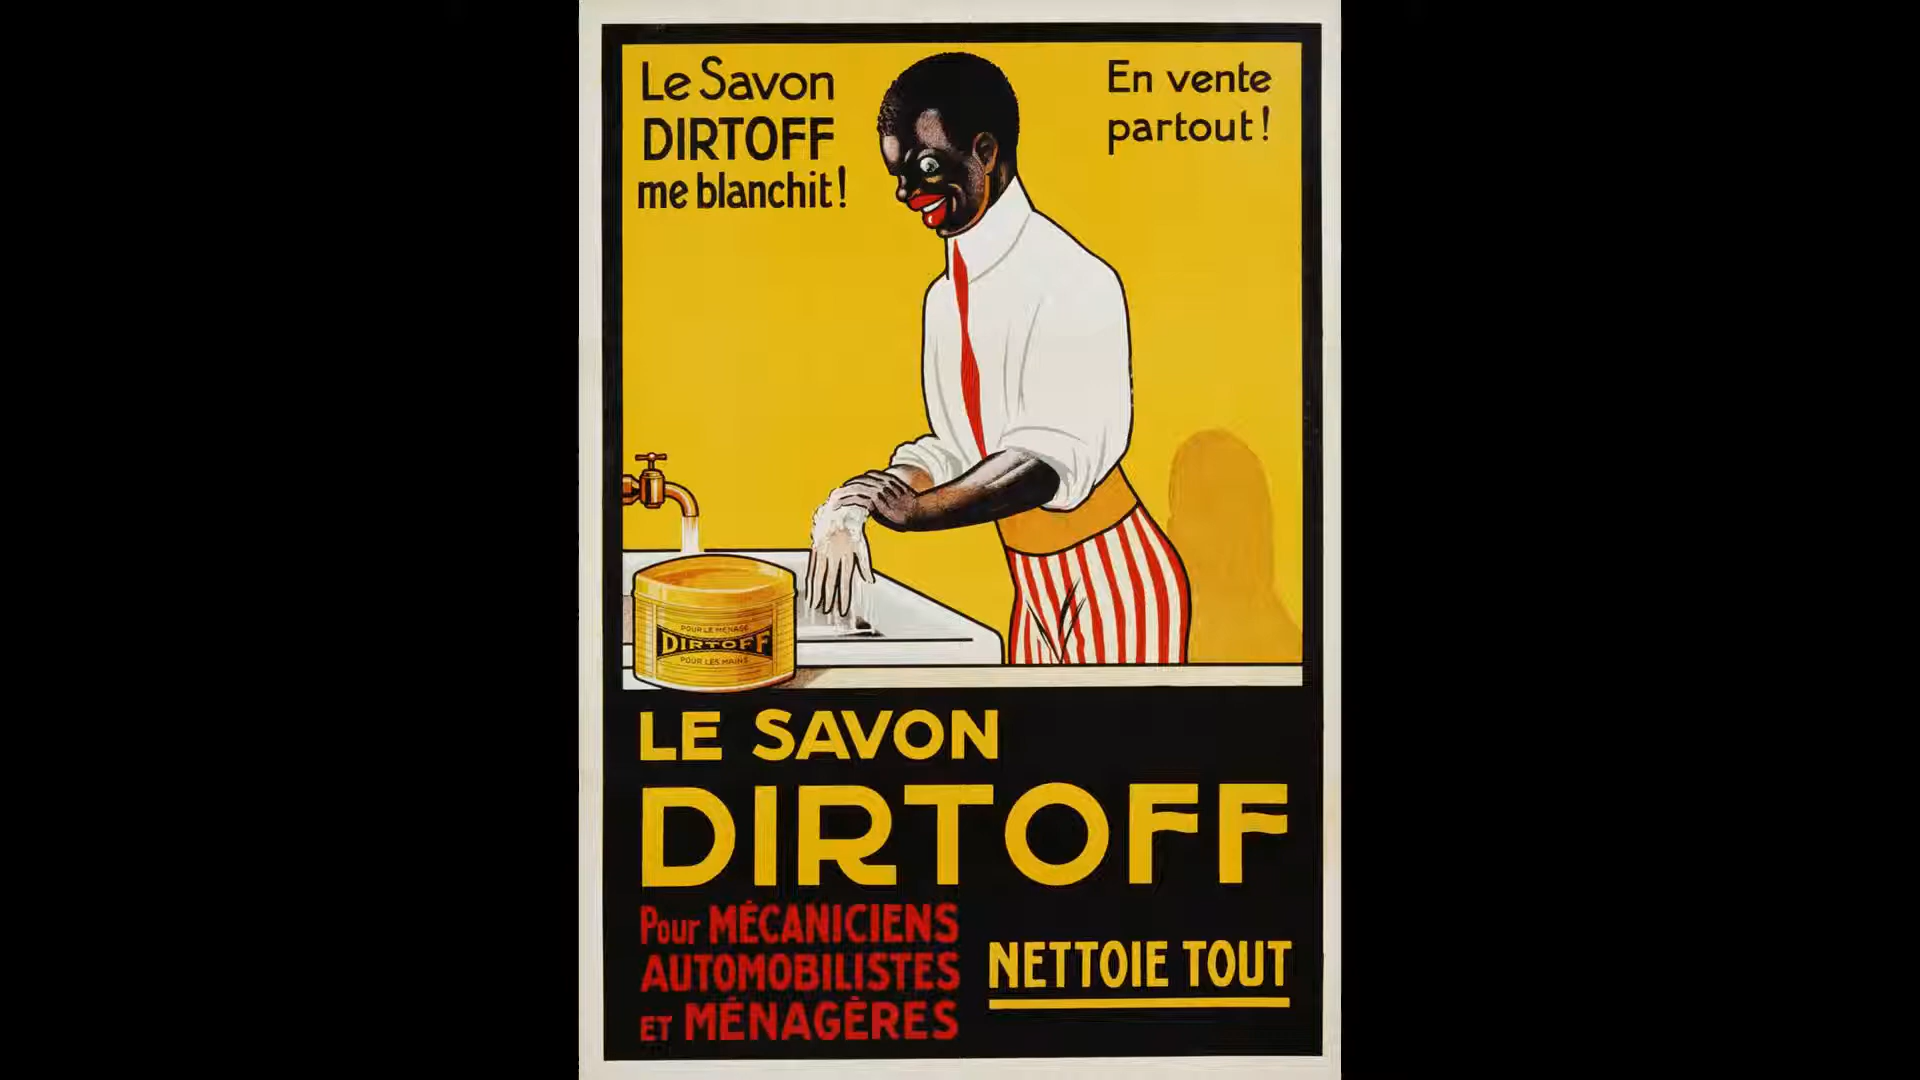 Le Savon
DIRTOFF
me blanchit!
En vente
partout!
POUR LE MENAGE
DIRTOFF
POUR LES MAINS
LE SAVON
DIRTOFF
Pour MÉCANICIENS
AUTOMOBILISTES
ET MÉNAGÈRES
NETTOIE TOUT